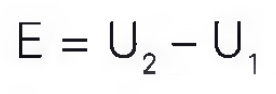 E = U₂ − U₁